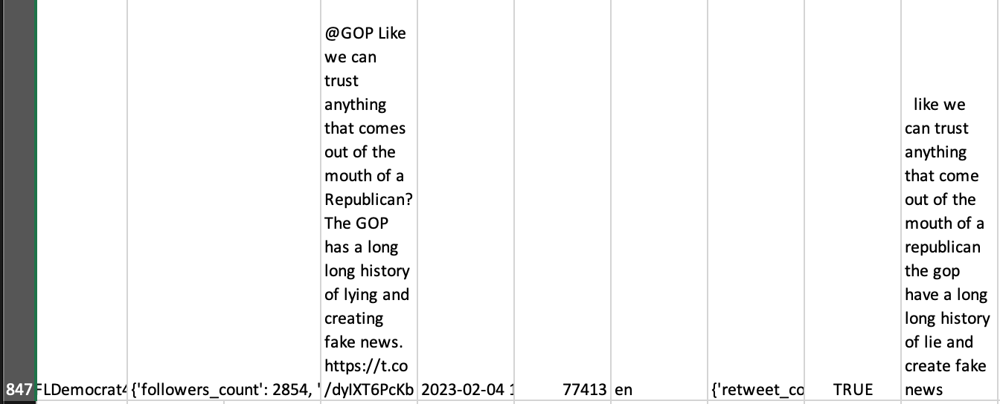 @GOP Like
we can
trust
anything
that comes
out of the
mouth of a
Republican?
The GOP
has a long
long history
of lying and
creating
fake news.
https://t.co
/dyIXT6PcKb
like we
can trust
anything
that come
out of the
mouth of a
republican
the gop
have a long
long history
of lie and
create fake
news
847
FLDemocrat4
{'followers_count': 2854, '
2023-02-04 1
77413
en
{'retweet_co
TRUE